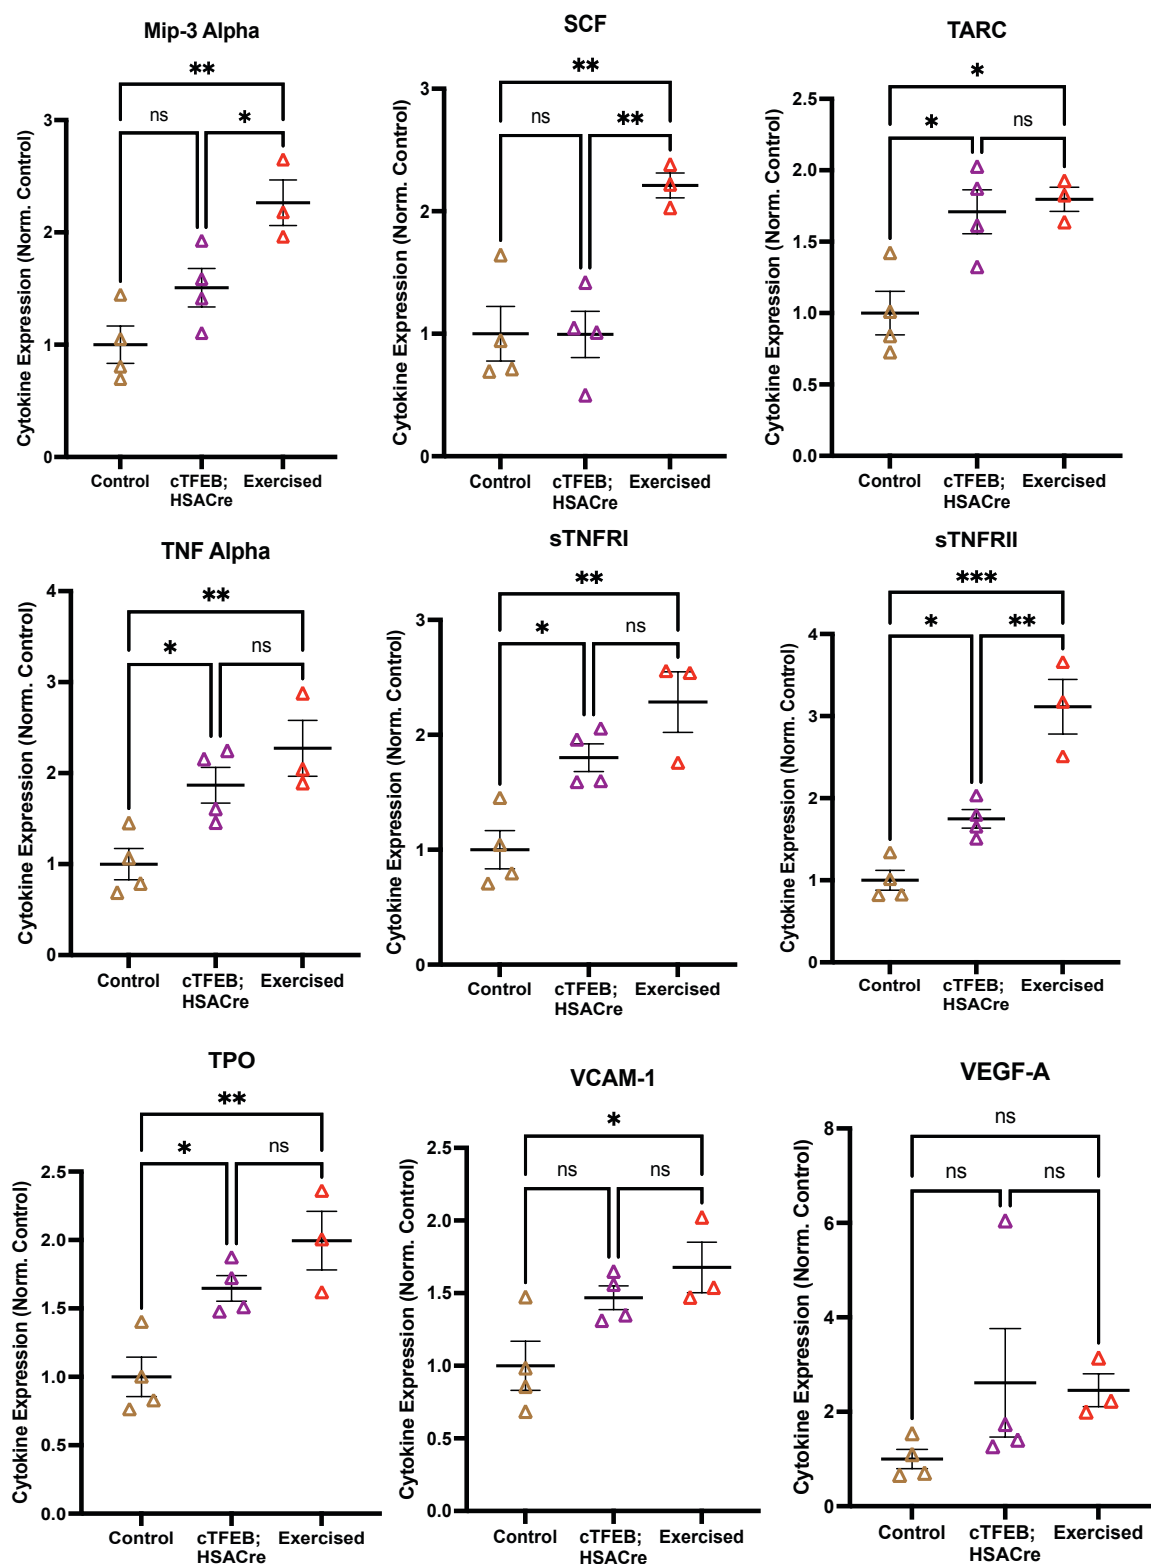 Mip-3 Alpha
**
ns
*
Cytokine Expression (Norm. Control)
3
2
1
0
Control
cTFEB;
HSACre
Exercised
SCF
**
ns
**
Cytokine Expression (Norm. Control)
3
2
1
0
Control
cTFEB;
HSACre
Exercised
TARC
*
*
ns
Cytokine Expression (Norm. Control)
2.5
2.0
1.5
1.0
0.5
0.0
Control
cTFEB;
HSACre
Exercised
TNF Alpha
**
*
ns
Cytokine Expression (Norm. Control)
4
3
2
1
0
Control
cTFEB;
HSACre
Exercised
sTNFRI
**
*
ns
Cytokine Expression (Norm. Control)
3
2
1
0
Control
cTFEB;
HSACre
Exercised
sTNFRII
***
*
**
Cytokine Expression (Norm. Control)
4
3
2
1
0
Control
cTFEB;
HSACre
Exercised
TPO
**
*
ns
Cytokine Expression (Norm. Control)
2.5
2.0
1.5
1.0
0.5
0.0
Control
cTFEB;
HSACre
Exercised
VCAM-1
*
ns
ns
Cytokine Expression (Norm. Control)
2.5
2.0
1.5
1.0
0.5
0.0
Control
cTFEB;
HSACre
Exercised
VEGF-A
ns
ns
ns
Cytokine Expression (Norm. Control)
8
6
4
2
0
Control
cTFEB;
HSACre
Exercised